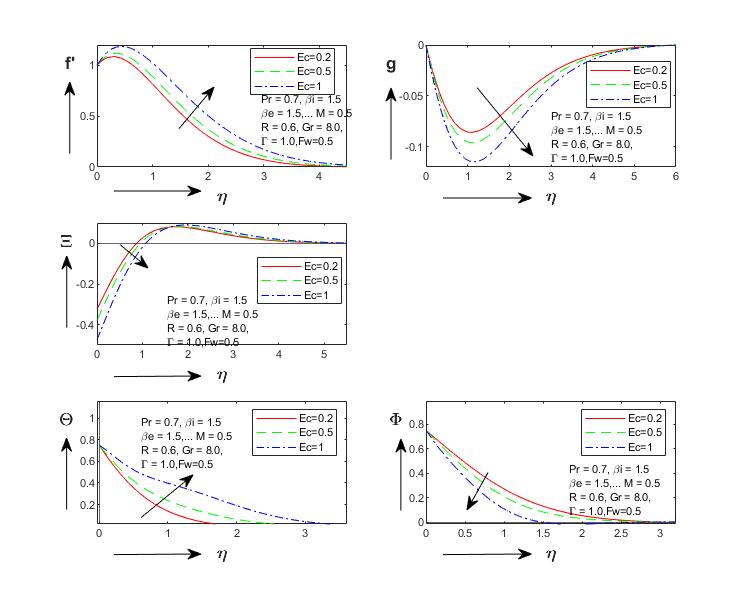 f'
1
0.5
0
0 1 2 3 4
Ec=0.2
Ec=0.5
Ec=1
Pr = 0.7, βi = 1.5
βe = 1.5,... M = 0.5
R = 0.6, Gr = 8.0,
Γ = 1.0,Fw=0.5
η
g
0
-0.05
-0.1
0 1 2 3 4 5 6
Ec=0.2
Ec=0.5
Ec=1
Pr = 0.7, βi = 1.5
βe = 1.5,... M = 0.5
R = 0.6, Gr = 8.0,
Γ = 1.0,Fw=0.5
η
Ξ
0
-0.2
-0.4
0 1 2 3 4 5
Ec=0.2
Ec=0.5
Ec=1
Pr = 0.7, βi = 1.5
βe = 1.5,... M = 0.5
R = 0.6, Gr = 8.0,
Γ = 1.0,Fw=0.5
η
Θ
1
0.8
0.6
0.4
0.2
0 1 2 3
Pr = 0.7, βi = 1.5
βe = 1.5,... M = 0.5
R = 0.6, Gr = 8.0,
Γ = 1.0,Fw=0.5
Ec=0.2
Ec=0.5
Ec=1
η
Φ
0.8
0.6
0.4
0.2
0
0 0.5 1 1.5 2 2.5 3
Ec=0.2
Ec=0.5
Ec=1
Pr = 0.7, βi = 1.5
βe = 1.5,... M = 0.5
R = 0.6, Gr = 8.0,
Γ = 1.0,Fw=0.5
η